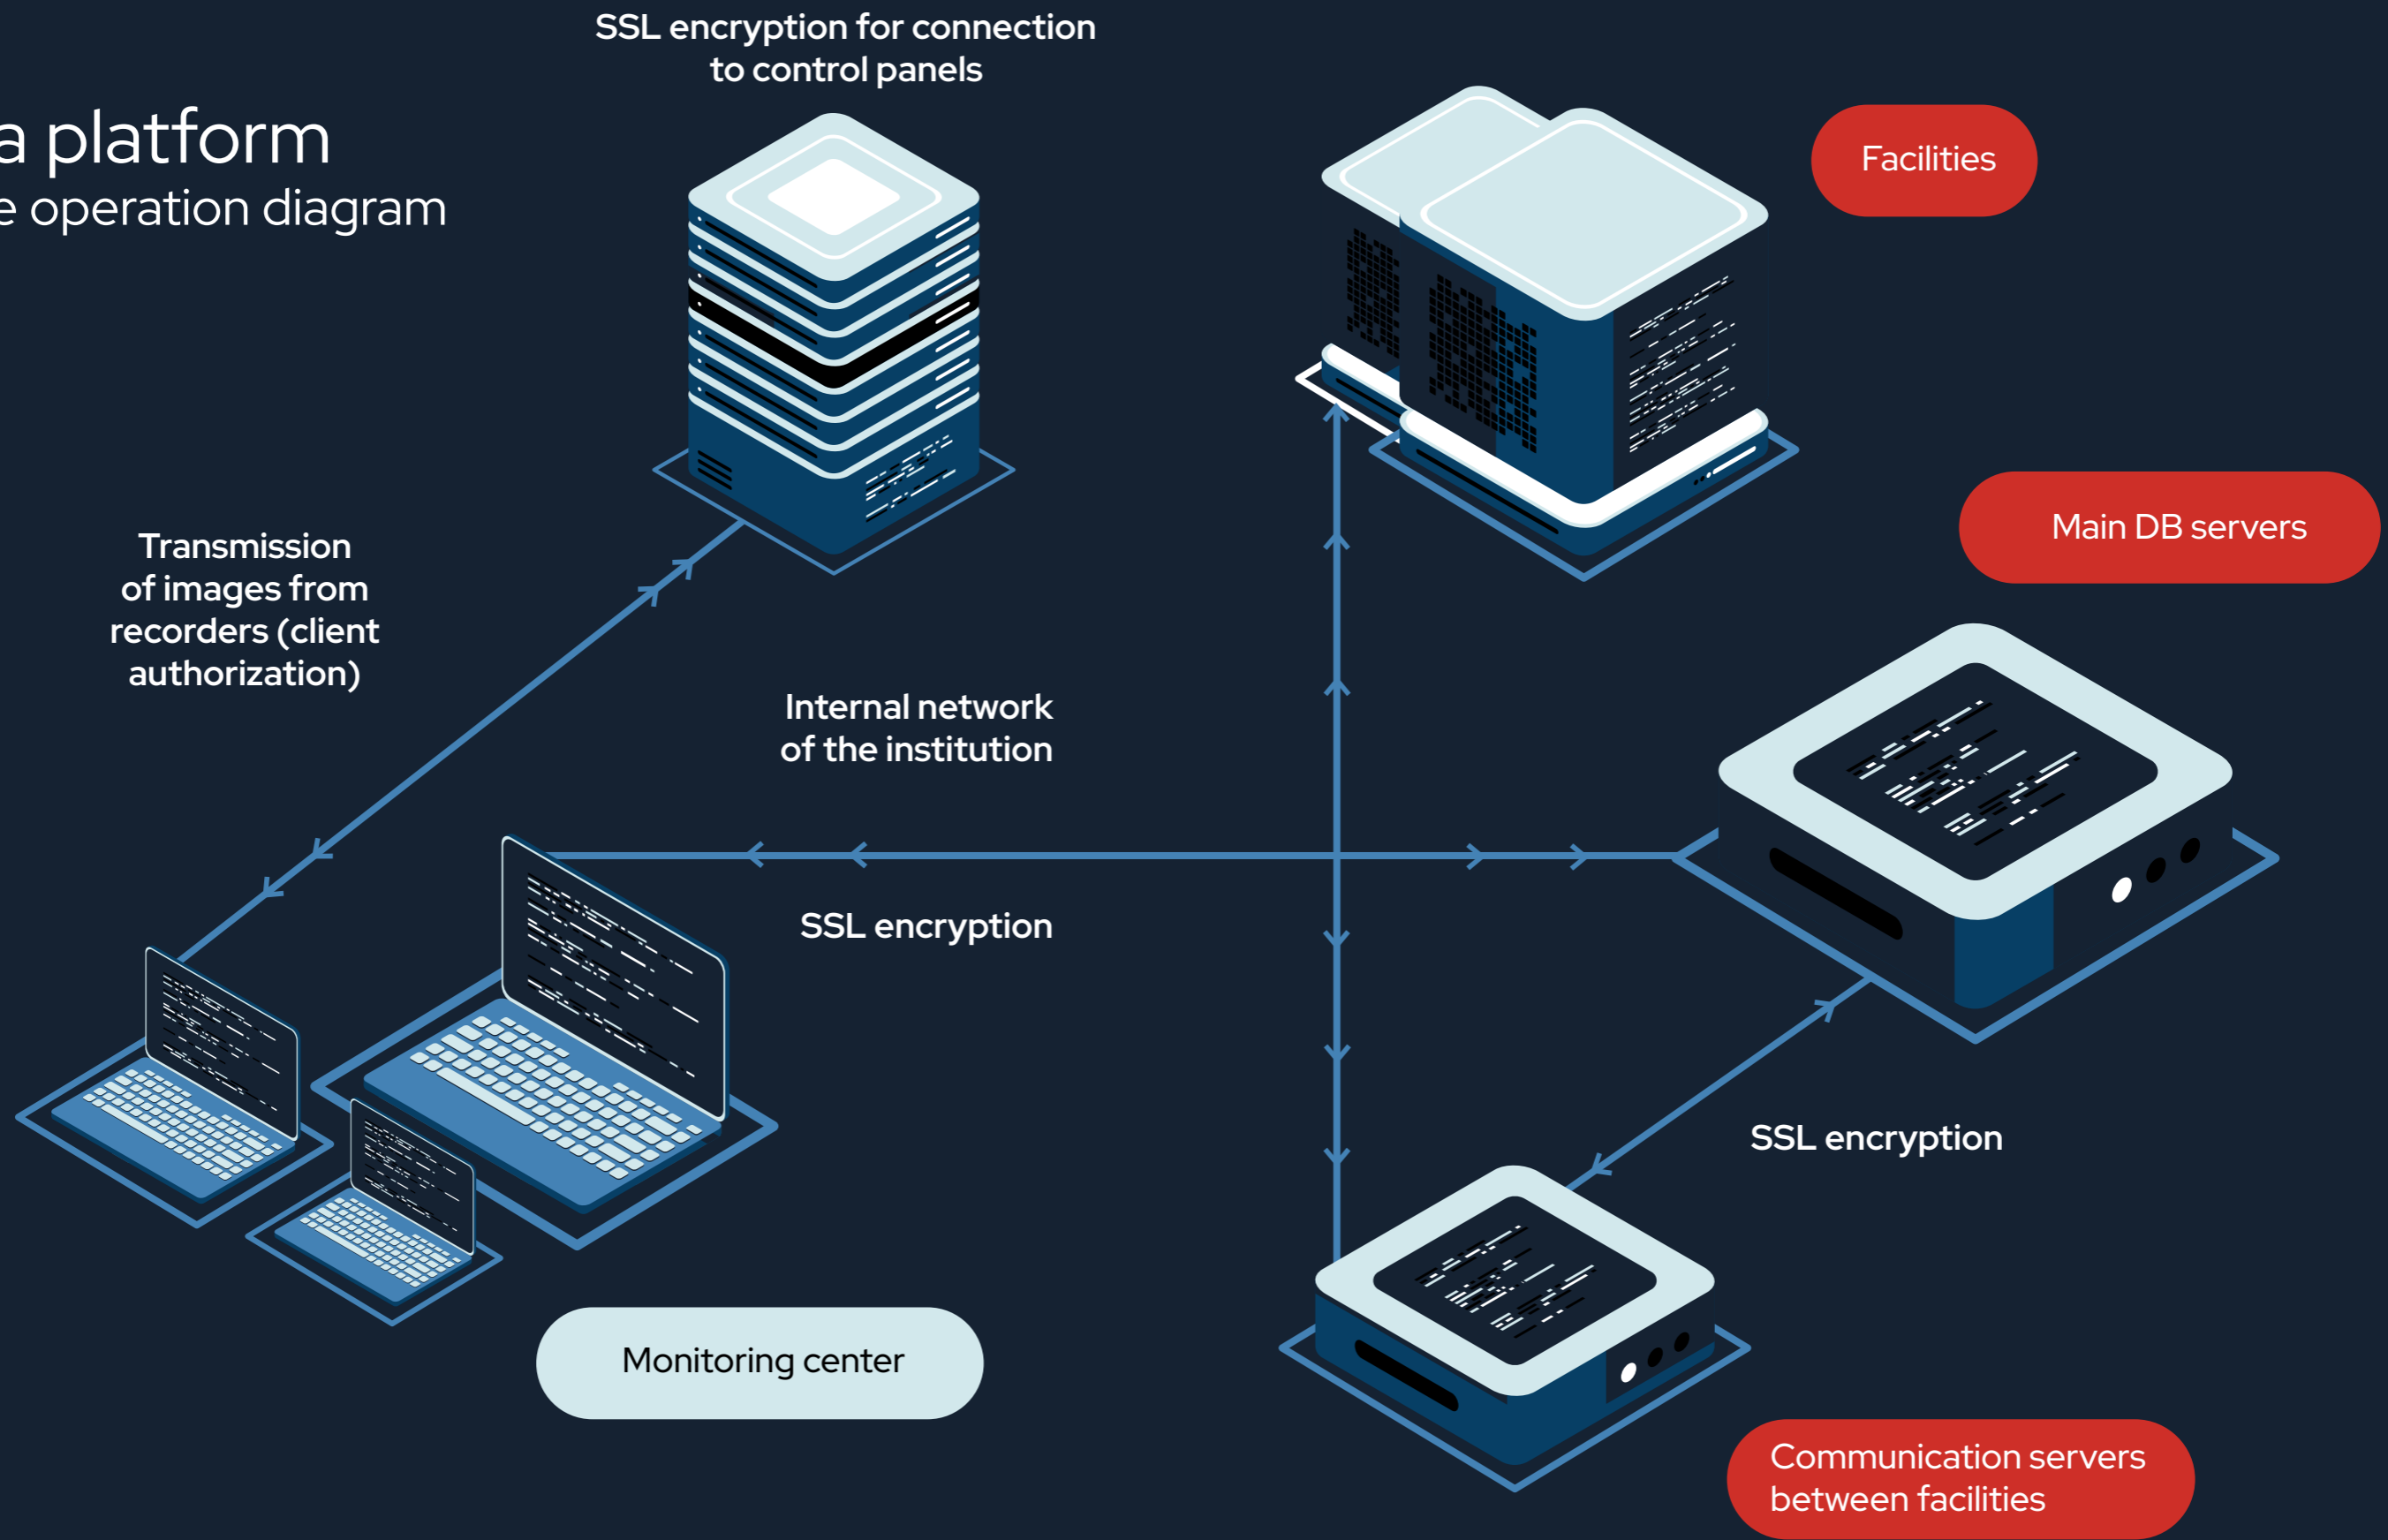 SSL encryption for connection
to control panels
a platform
e operation diagram
Facilities
Main DB servers
Transmission
of images from
recorders (client
authorization)
Internal network
of the institution
SSL encryption
SSL encryption
Monitoring center
Communication servers
between facilities